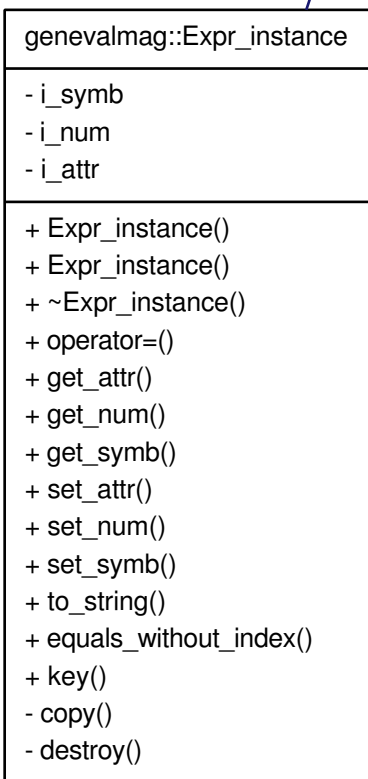 genevalmag::Expr_instance
- i_symb
- i_num
- i_attr
+ Expr_instance()
+ Expr_instance()
+ ~Expr_instance()
+ operator=()
+ get_attr()
+ get_num()
+ get_symb()
+ set_attr()
+ set_num()
+ set_symb()
+ to_string()
+ equals_without_index()
+ key()
- copy()
- destroy()